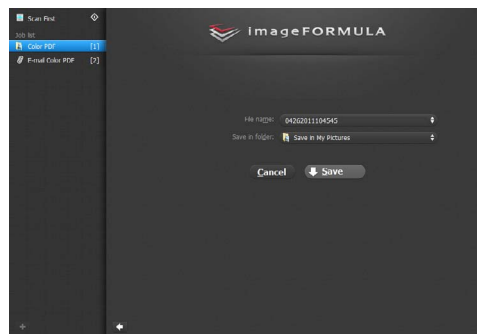 Scan First
Job list
Color PDF [1]
E-mail Color PDF [2]
imageFORMULA
File name: 04262011104545
Save in folder: Save in My Pictures
Cancel Save